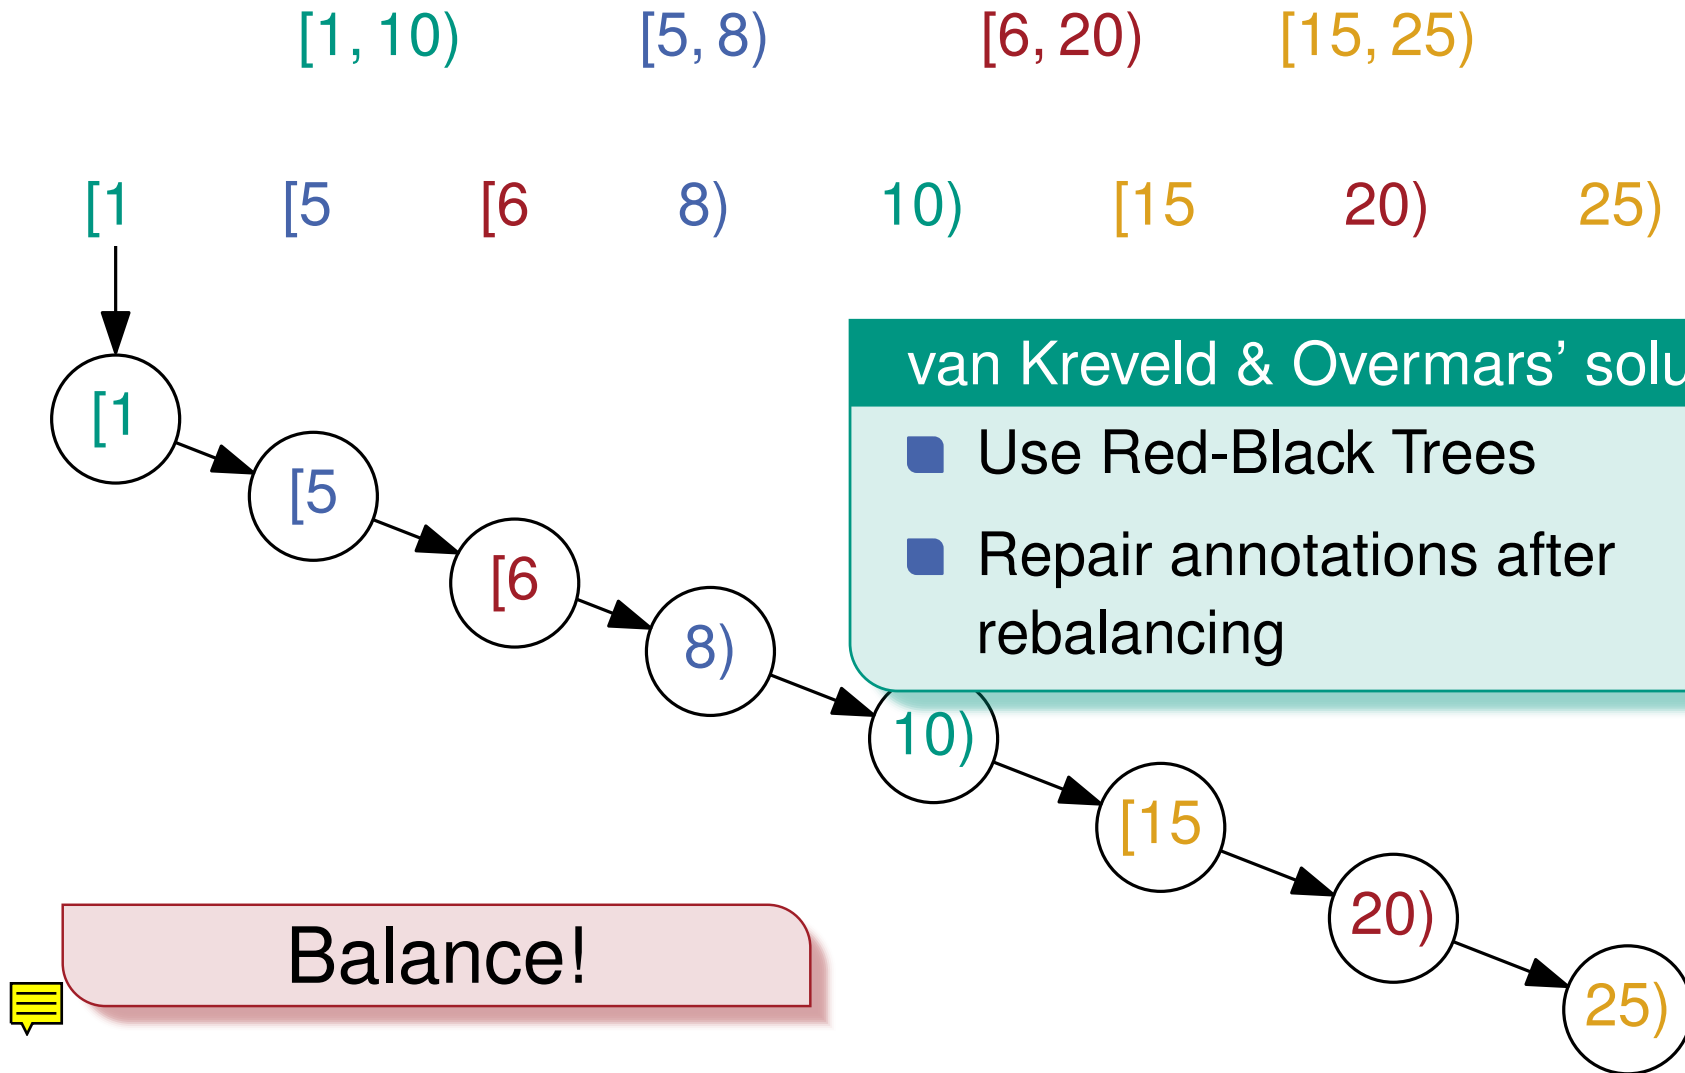 [1, 10) [5, 8) [6, 20) [15, 25)
[1 [5 [6 8) 10) [15 20) 25)
van Kreveld & Overmars’
Use Red-Black Trees
Repair annotations after
rebalancing
[1
[5
[6
8)
10)
[15
20)
25)
Balance!